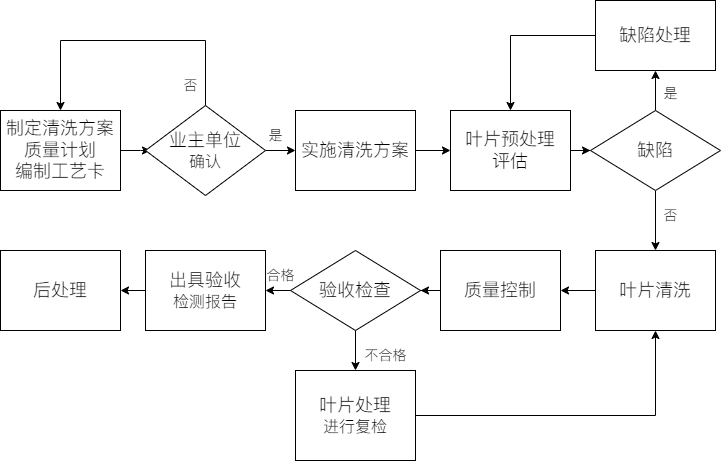 缺陷处理
否
是
制定清洗方案
质量计划
编制工艺卡
业主单位
确认
是
实施清洗方案
叶片预处理
评估
缺陷
否
后处理
出具验收
检测报告
合格
验收检查
质量控制
叶片清洗
不合格
叶片处理
进行复检